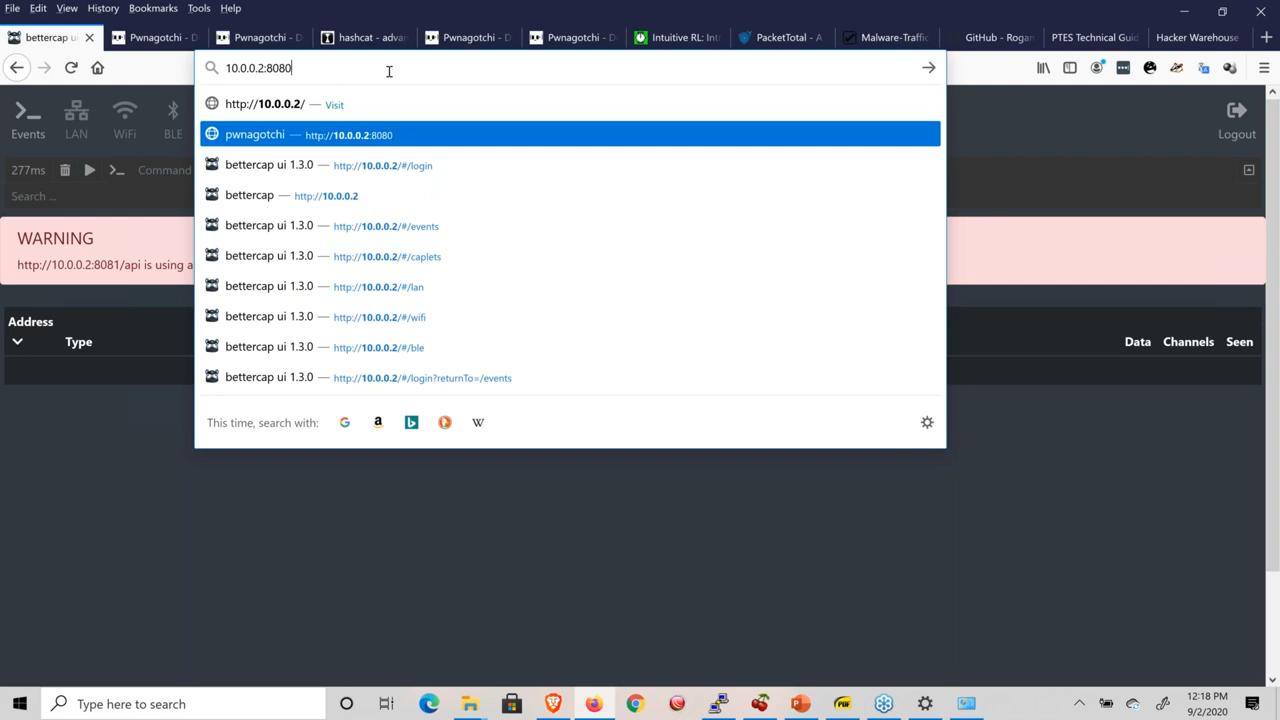 File Edit View History Bookmarks Tools Help
bettercap ui
Pwnagotchi - D
Pwnagotchi - D
hashcat - advan
Pwnagotchi - D
Pwnagotchi - D
Intuitive RL: Intr
PacketTotal - A
Malware-Traffic
GitHub - Rogan
PTES Technical Guid
Hacker Warehouse
10.0.0.2:8080
http://10.0.0.2/ — Visit
pwnagotchi — http://10.0.0.2:8080
bettercap ui 1.3.0 — http://10.0.0.2/#/login
bettercap — http://10.0.0.2
bettercap ui 1.3.0 — http://10.0.0.2/#/events
bettercap ui 1.3.0 — http://10.0.0.2/#/caplets
bettercap ui 1.3.0 — http://10.0.0.2/#/lan
bettercap ui 1.3.0 — http://10.0.0.2/#/wifi
bettercap ui 1.3.0 — http://10.0.0.2/#/ble
bettercap ui 1.3.0 — http://10.0.0.2/#/login?returnTo=/events
This time, search with:
Events LAN WiFi BLE
Logout
277ms Command
Search ...
WARNING
http://10.0.0.2:8081/api is using a
Address Type Data Channels Seen
Type here to search
12:18 PM
9/2/2020